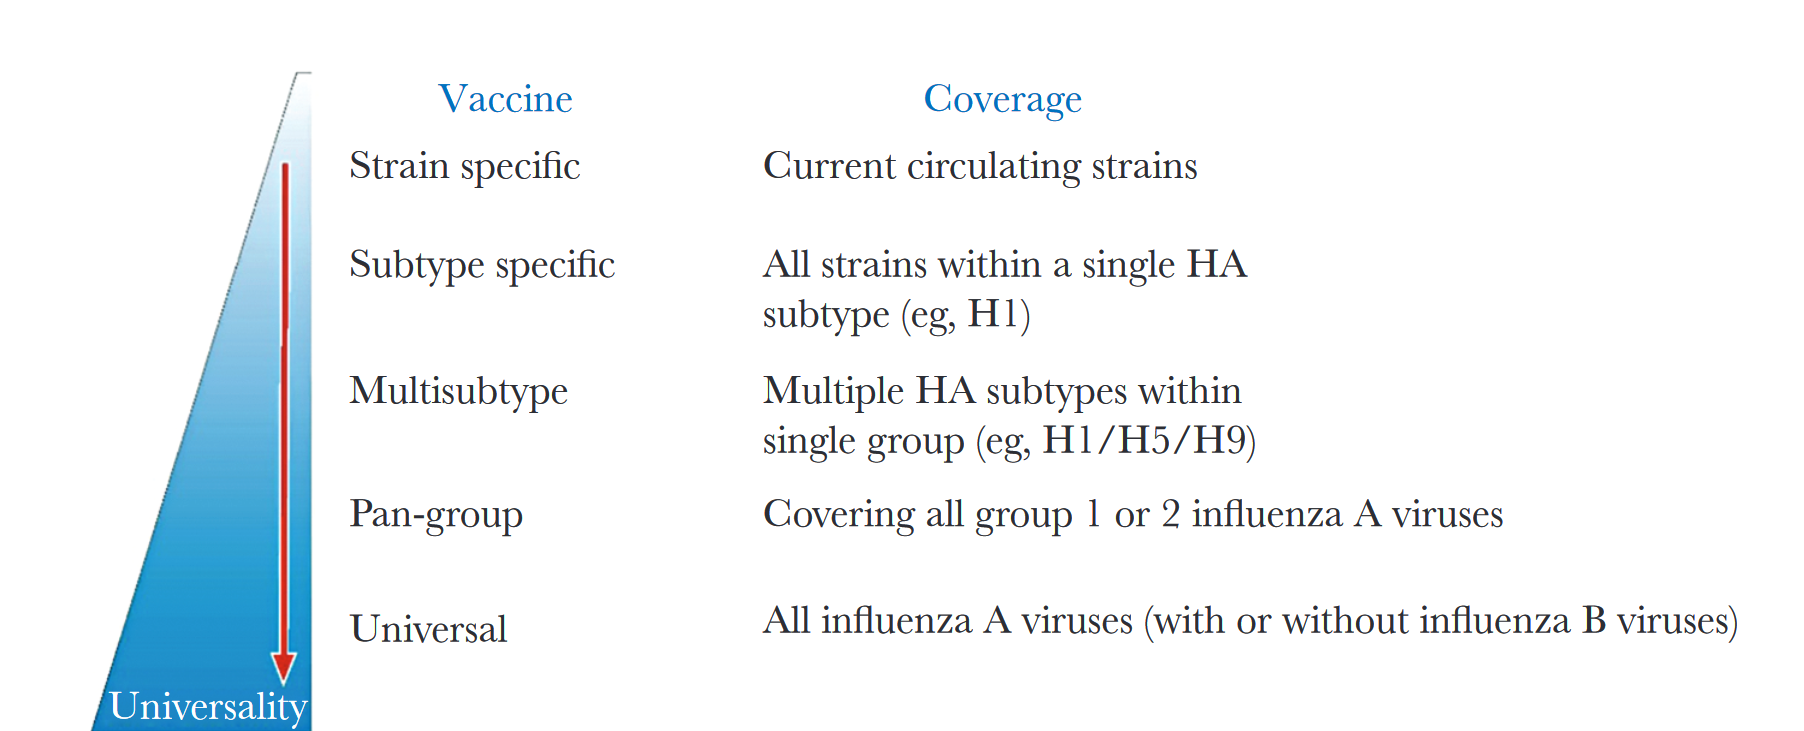 Vaccine Coverage
Strain specific Current circulating strains
Subtype specific All strains within a single HA
subtype (eg, H1)
Multisubtype Multiple HA subtypes within
single group (eg, H1/H5/H9)
Pan-group Covering all group 1 or 2 influenza A viruses
Universal All influenza A viruses (with or without influenza B viruses)
Universality